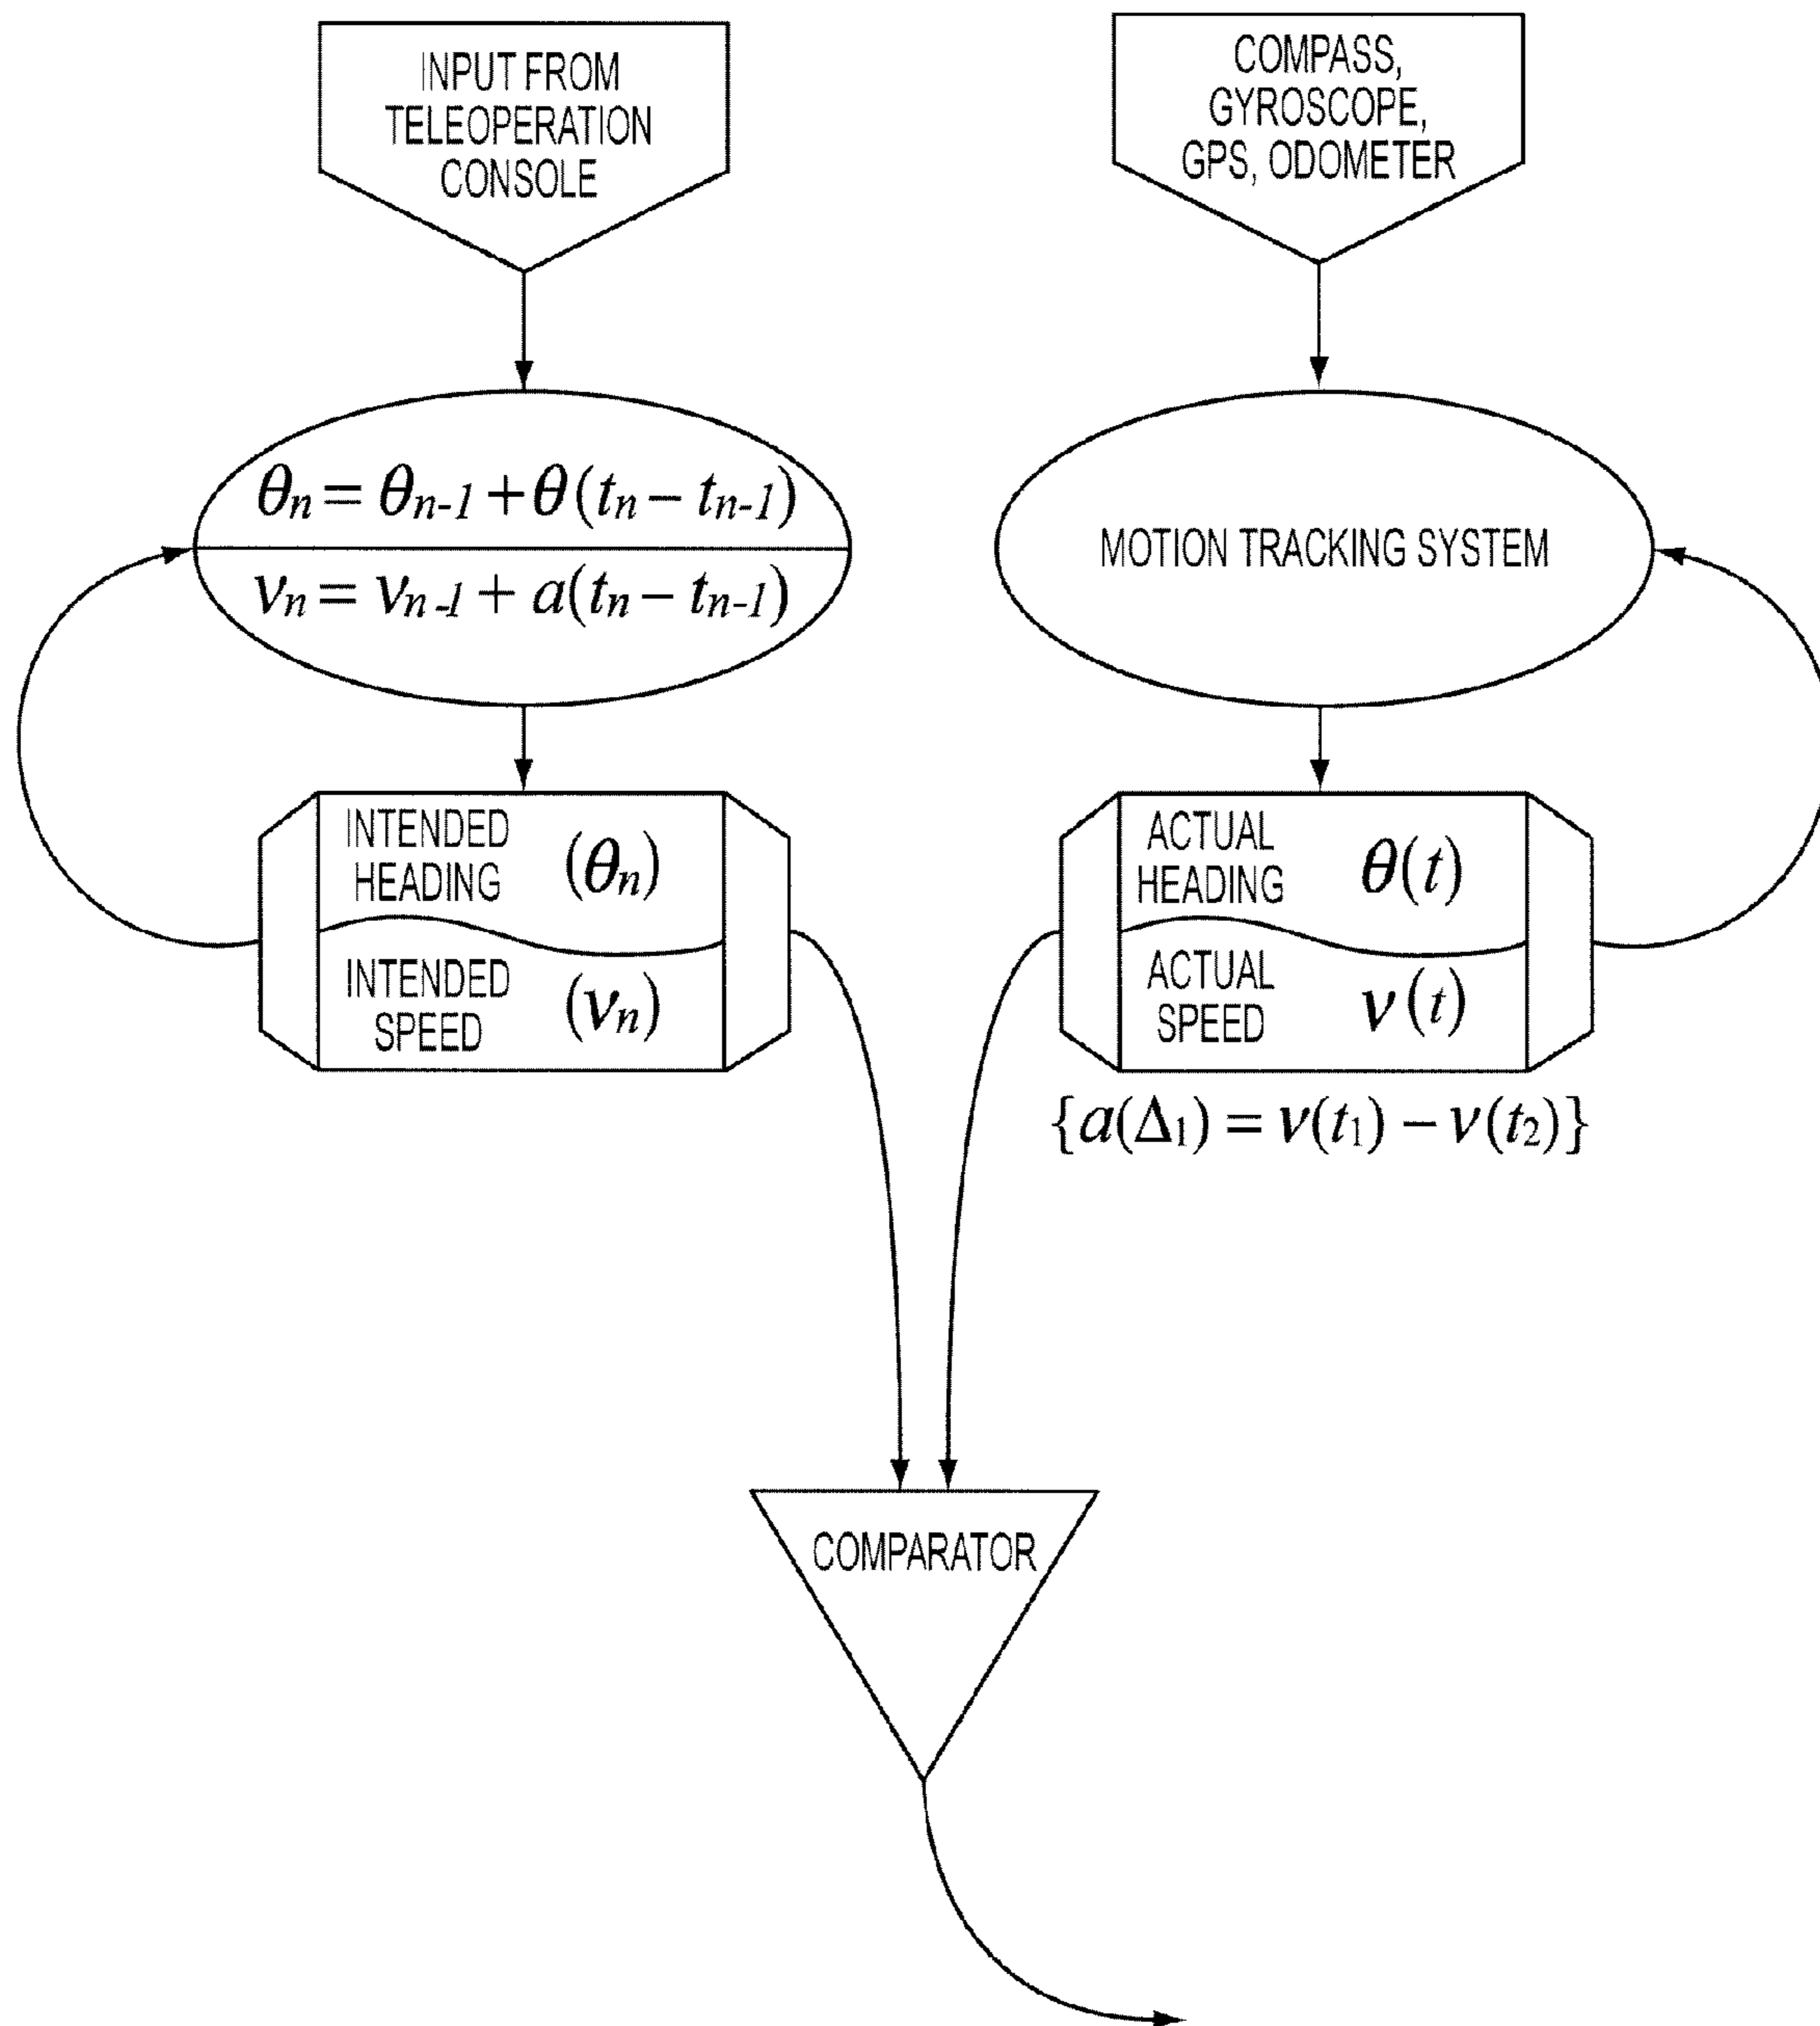 INPUT FROM
TELEOPERATION
CONSOLE
COMPASS,
GYROSCOPE,
GPS, ODOMETER
θn = θn-1 + θ(tn − tn-1)
vn = vn-1 + a(tn − tn-1)
MOTION TRACKING SYSTEM
INTENDED
HEADING (θn)
INTENDED
SPEED (vn)
ACTUAL
HEADING θ(t)
ACTUAL
SPEED v(t)
{a(Δ1) = v(t1) − v(t2)}
COMPARATOR